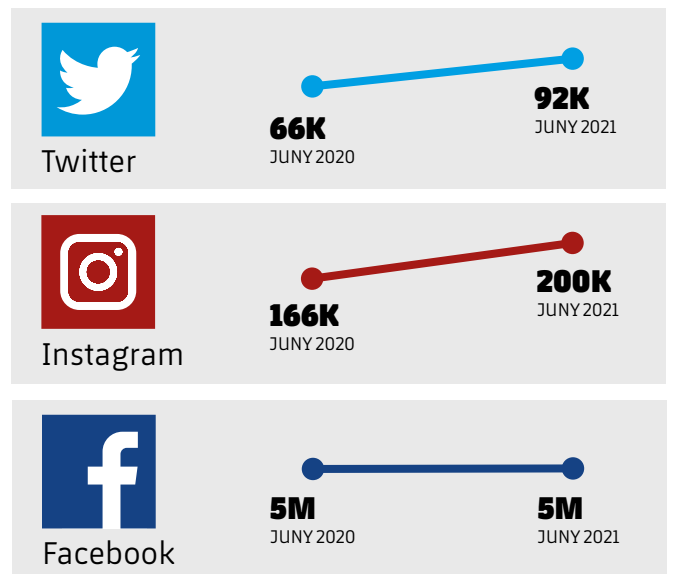 Twitter
66K
JUNY 2020
92K
JUNY 2021
Instagram
166K
JUNY 2020
200K
JUNY 2021
Facebook
5M
JUNY 2020
5M
JUNY 2021